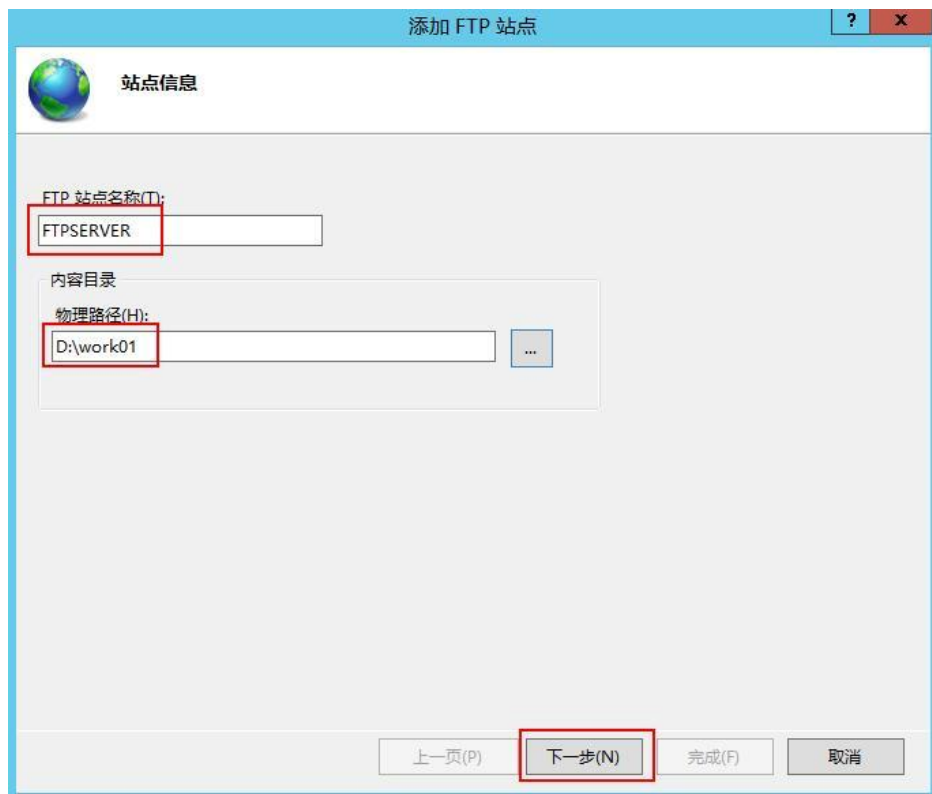 添加 FTP 站点
? x
站点信息
FTP 站点名称(T):
FTPSERVER
内容目录
物理路径(H):
D:\work01
...
上一页(P) 下一步(N) 完成(F) 取消